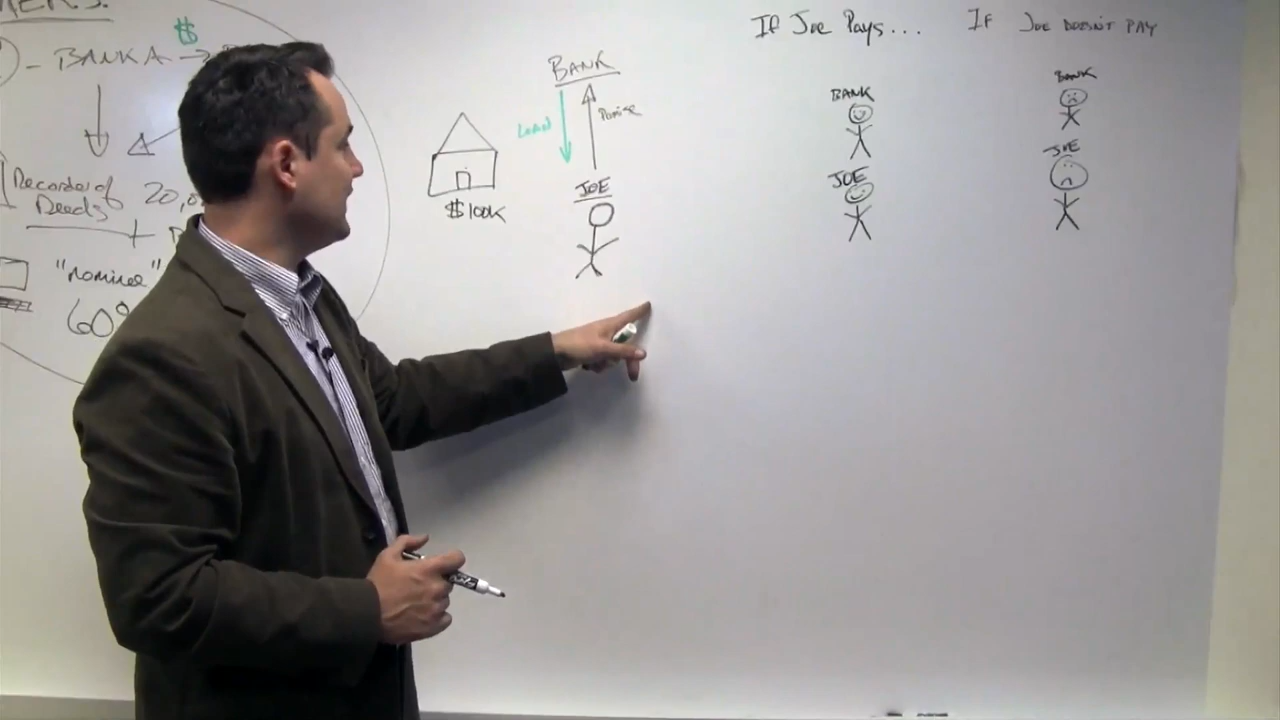 MERS.
$
- BANK A →
Recorder of
Deeds
20,0
"nominee"
60%
BANK
Loan
Promise
JOE
$100K
If Joe Pays...
BANK
JOE
If Joe doesn't pay
BANK
JOE